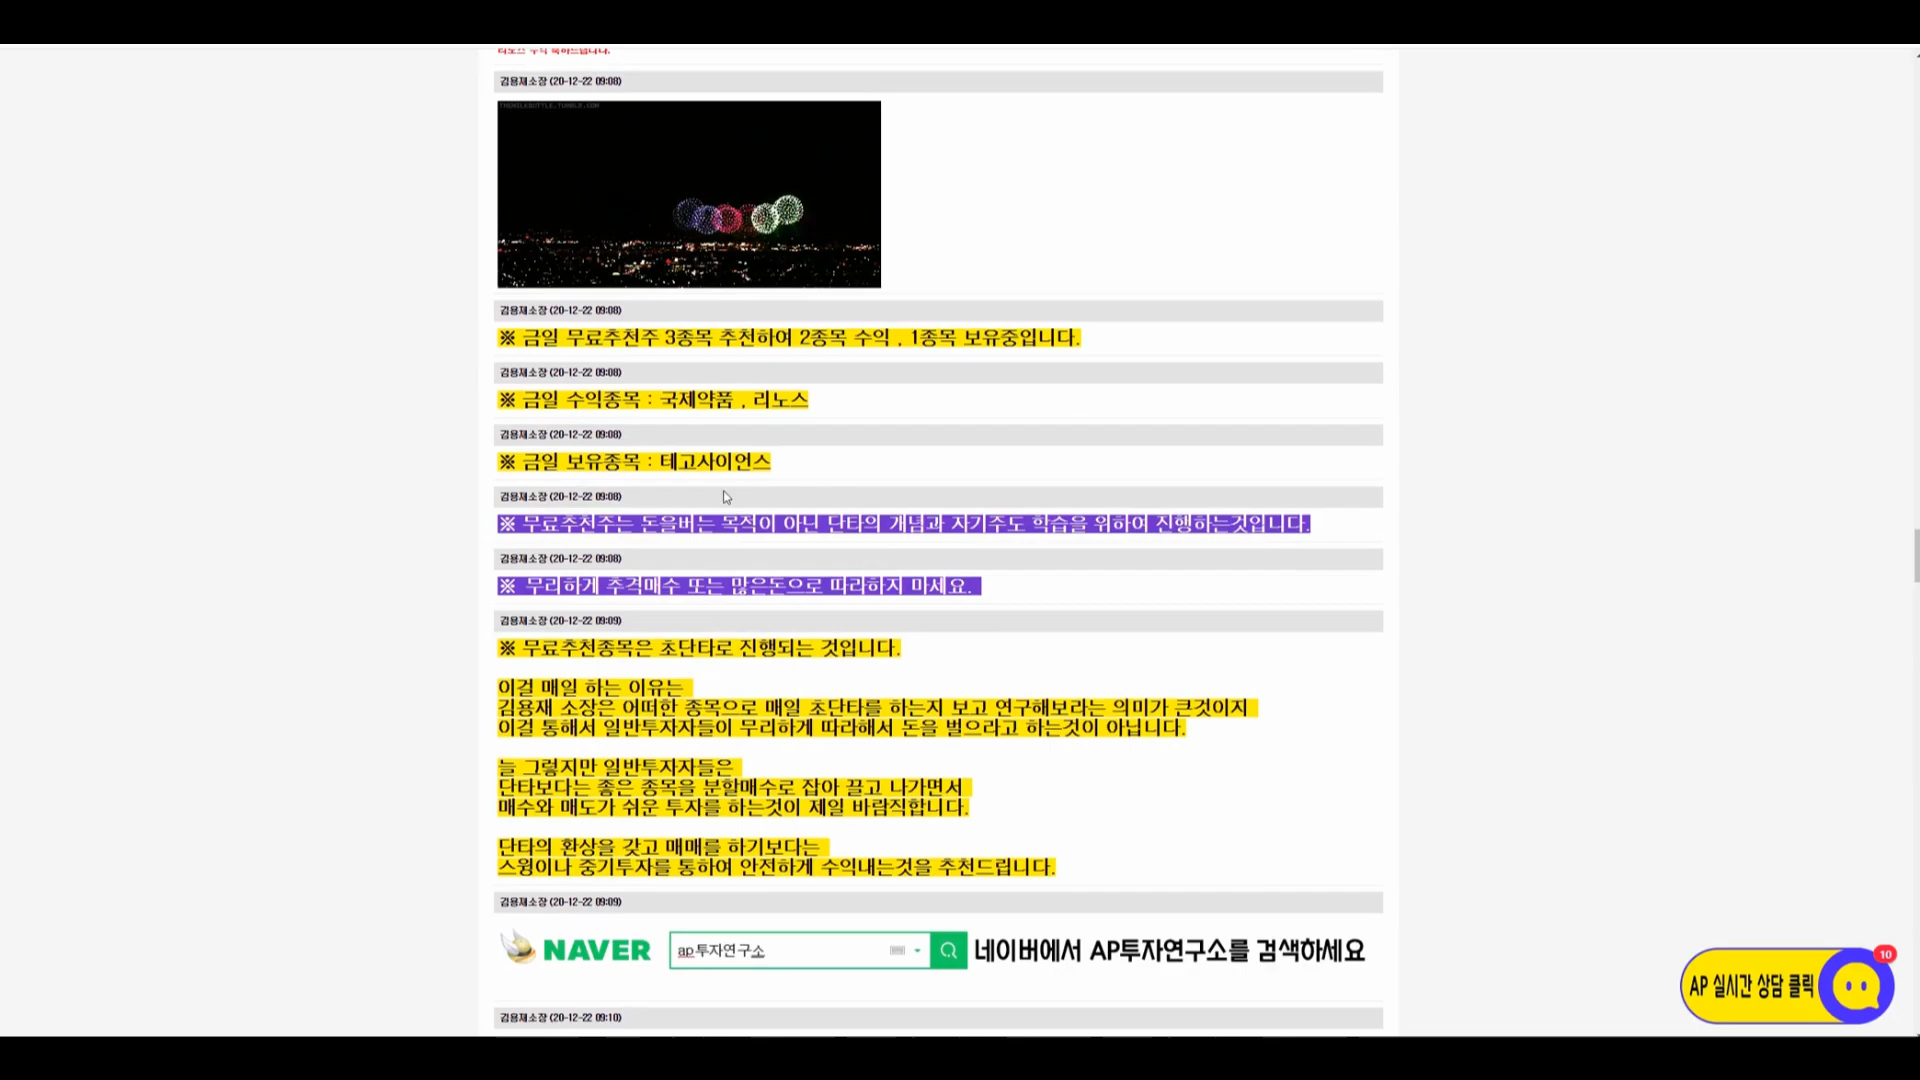 리노스 수익 축하드립니다.
김용재소장 (20-12-22 09:08)
김용재소장 (20-12-22 09:08)
※ 금일 무료추천주 3종목 추천하여 2종목 수익 , 1종목 보유중입니다.
김용재소장 (20-12-22 09:08)
※ 금일 수익종목 : 국제약품 , 리노스
김용재소장 (20-12-22 09:08)
※ 금일 보유종목 : 테고사이언스
김용재소장 (20-12-22 09:08)
※ 무료추천주는 돈을버는 목적이 아닌 단타의 개념과 자기주도 학습을 위하여 진행하는것입니다.
김용재소장 (20-12-22 09:08)
※ 무리하게 추격매수 또는 많은돈으로 따라하지 마세요.
김용재소장 (20-12-22 09:09)
※ 무료추천종목은 초단타로 진행되는 것입니다.
이걸 매일 하는 이유는
김용재 소장은 어떠한 종목으로 매일 초단타를 하는지 보고 연구해보라는 의미가 큰것이지
이걸 통해서 일반투자자들이 무리하게 따라해서 돈을 벌으라고 하는것이 아닙니다.
늘 그렇지만 일반투자자들은
단타보다는 좋은 종목을 분할매수로 잡아 끌고 나가면서
매수와 매도가 쉬운 투자를 하는것이 제일 바람직합니다.
단타의 환상을 갖고 매매를 하기보다는
스윙이나 중기투자를 통하여 안전하게 수익내는것을 추천드립니다.
김용재소장 (20-12-22 09:09)
NAVER ap투자연구소 네이버에서 AP투자연구소를 검색하세요
AP 실시간 상담 클릭 10
김용재소장 (20-12-22 09:10)